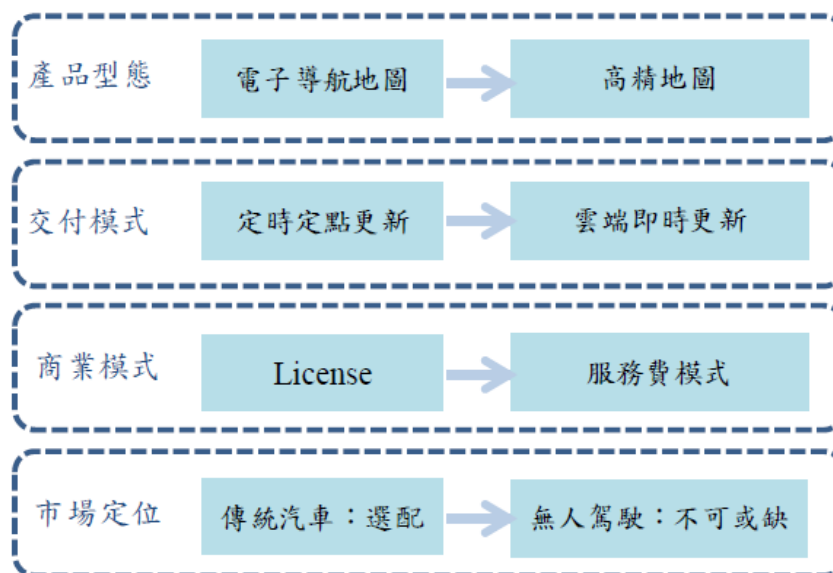 產品型態
電子導航地圖
高精地圖
交付模式
定時定點更新
雲端即時更新
商業模式
License
服務費模式
市場定位
傳統汽車：選配
無人駕駛：不可或缺